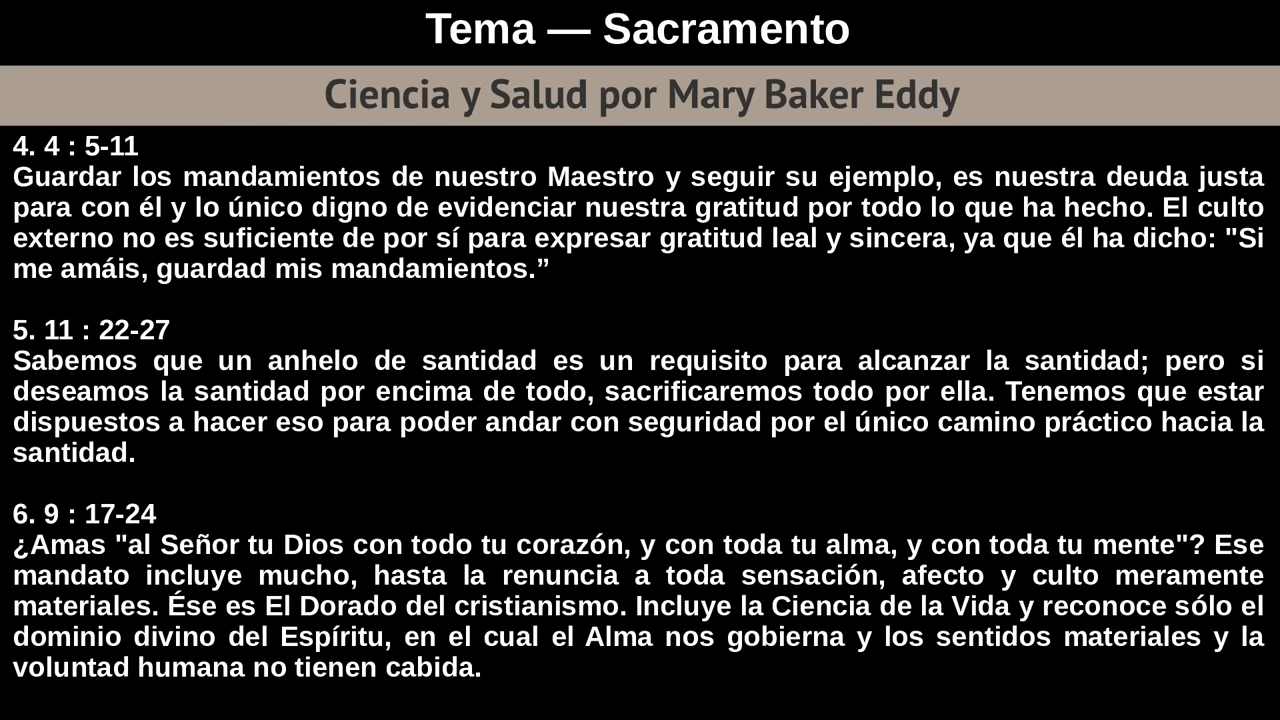 Tema — Sacramento
Ciencia y Salud por Mary Baker Eddy
4. 4 : 5-11
Guardar los mandamientos de nuestro Maestro y seguir su ejemplo, es nuestra deuda justa
para con él y lo único digno de evidenciar nuestra gratitud por todo lo que ha hecho. El culto
externo no es suficiente de por sí para expresar gratitud leal y sincera, ya que él ha dicho: "Si
me amáis, guardad mis mandamientos.”
5. 11 : 22-27
Sabemos que un anhelo de santidad es un requisito para alcanzar la santidad; pero si
deseamos la santidad por encima de todo, sacrificaremos todo por ella. Tenemos que estar
dispuestos a hacer eso para poder andar con seguridad por el único camino práctico hacia la
santidad.
6. 9 : 17-24
¿Amas "al Señor tu Dios con todo tu corazón, y con toda tu alma, y con toda tu mente"? Ese
mandato incluye mucho, hasta la renuncia a toda sensación, afecto y culto meramente
materiales. Ése es El Dorado del cristianismo. Incluye la Ciencia de la Vida y reconoce sólo el
dominio divino del Espíritu, en el cual el Alma nos gobierna y los sentidos materiales y la
voluntad humana no tienen cabida.